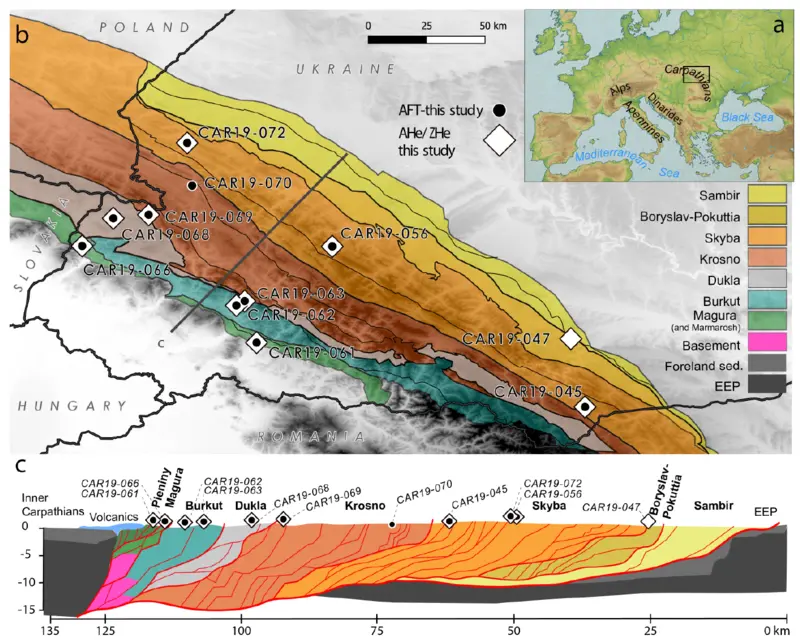 b
POLAND
0 25 50 km
UKRAINE
AFT-this study
AHe/ ZHe
this study
CAR19-072
CAR19-070
CAR19-069
CAR19-068
CAR19-066
CAR19-056
CAR19-063
CAR19-062
CAR19-061
CAR19-047
CAR19-045
SLOVAKIA
HUNGARY
ROMANIA
C
a
Carpathians
Alps
Dinarides
Apennines
Black Sea
Mediterranean Sea
Sambir
Boryslav-Pokuttia
Skyba
Krosno
Dukla
Burkut
Magura
(and Marmarosh)
Basement
Foreland sed.
EEP
c
CAR19-066
CAR19-061
Pieniny
Magura
CAR19-062
CAR19-063
Burkut
Dukla
CAR19-068
CAR19-069
Krosno
CAR19-070
CAR19-045
CAR19-072
CAR19-056
Skyba
CAR19-047
Boryslav-
Pokuttia
Sambir
EEP
Inner
Carpathians
Volcanics
0
-5
-10
-15
135 125 100 75 50 25 0 km